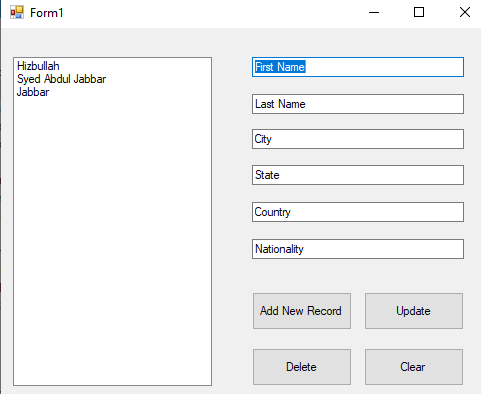 Form1
Hizbullah
Syed Abdul Jabbar
Jabbar
First Name
Last Name
City
State
Country
Nationality
Add New Record
Update
Delete
Clear